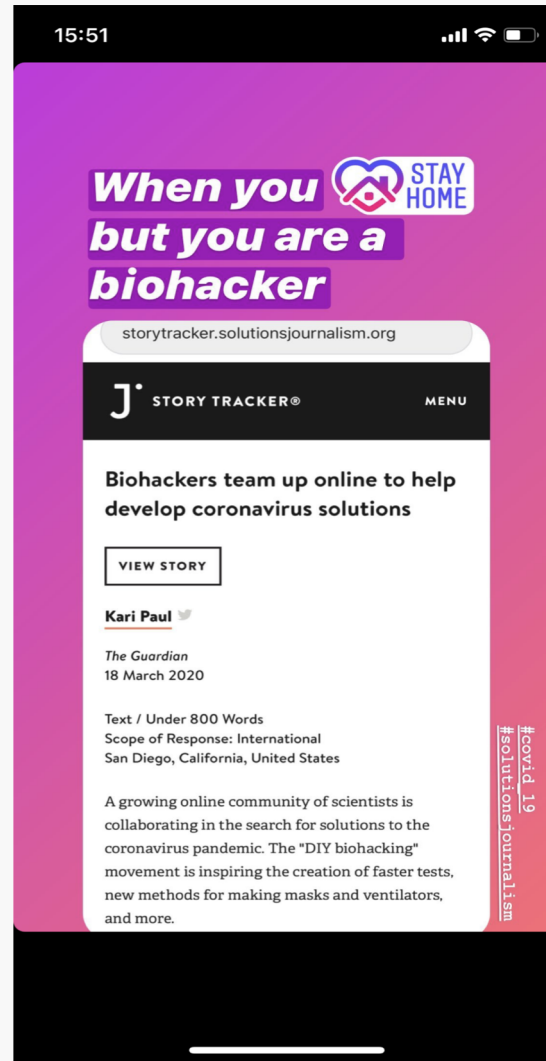 15:51
When you STAY HOME
but you are a
biohacker
storytracker.solutionsjournalism.org
J STORY TRACKER® MENU
Biohackers team up online to help
develop coronavirus solutions
VIEW STORY
Kari Paul
The Guardian
18 March 2020
Text / Under 800 Words
Scope of Response: International
San Diego, California, United States
A growing online community of scientists is
collaborating in the search for solutions to the
coronavirus pandemic. The "DIY biohacking"
movement is inspiring the creation of faster tests,
new methods for making masks and ventilators,
and more.
#covid_19
#solutionsjournalism